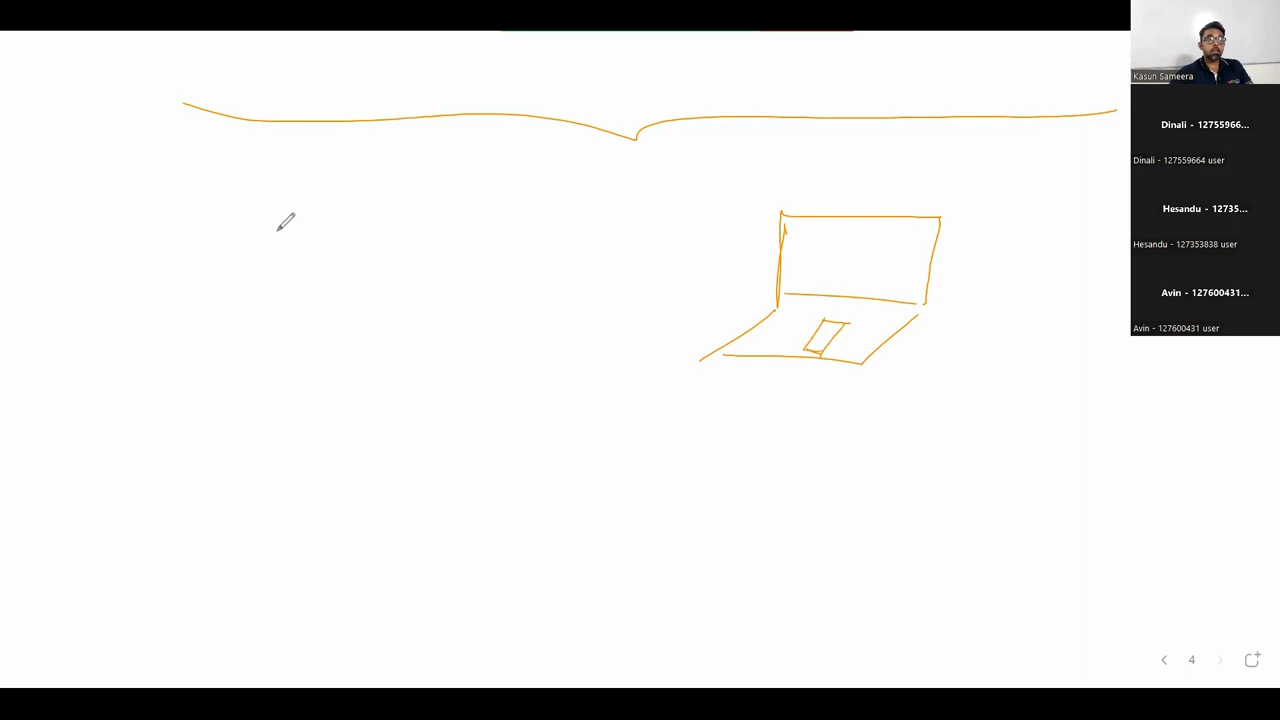 Kasun Sameera
Dinali - 12755966...
Dinali - 127559664 user
Hesandu - 12735...
Hesandu - 127353838 user
Avin - 127600431...
Avin - 127600431 user
4